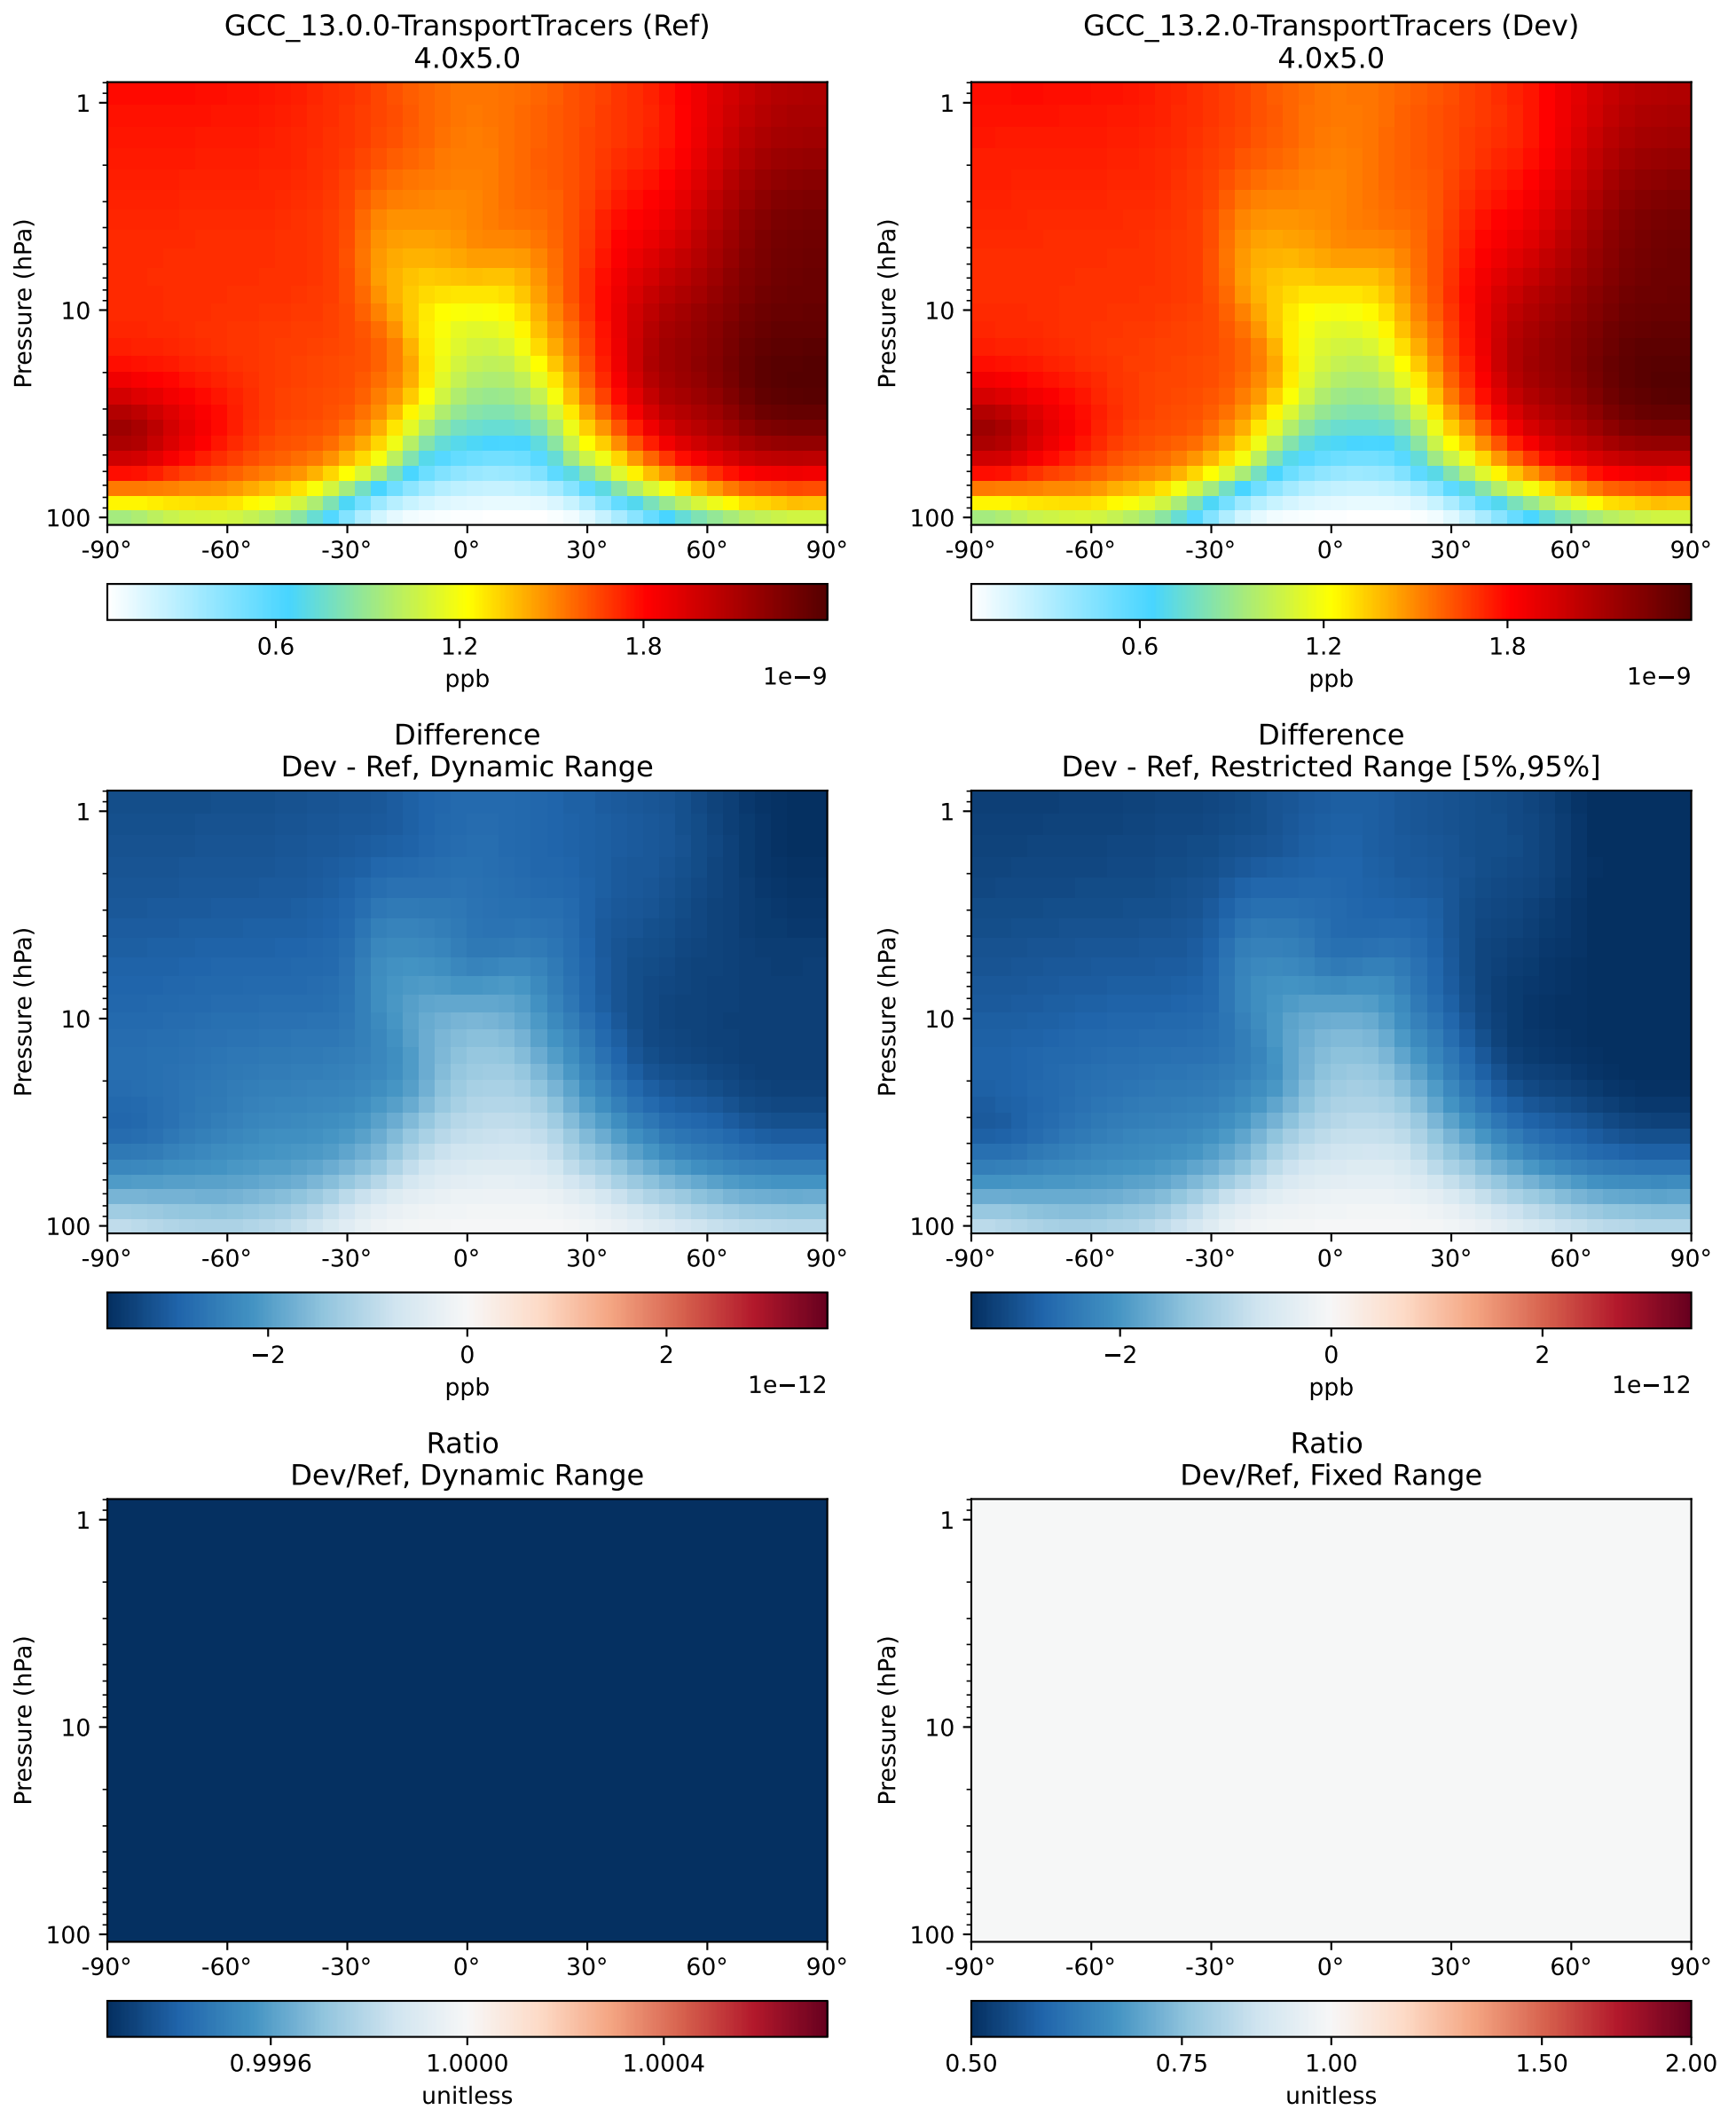 GCC_13.0.0-TransportTracers (Ref)
4.0x5.0
Pressure (hPa)
1
10
100
-90° -60° -30° 0° 30° 60° 90°
0.6 1.2 1.8
ppb
1e−9
GCC_13.2.0-TransportTracers (Dev)
4.0x5.0
Pressure (hPa)
1
10
100
-90° -60° -30° 0° 30° 60° 90°
0.6 1.2 1.8
ppb
1e−9
Difference
Dev - Ref, Dynamic Range
Pressure (hPa)
1
10
100
-90° -60° -30° 0° 30° 60° 90°
−2 0 2
ppb
1e−12
Difference
Dev - Ref, Restricted Range [5%,95%]
Pressure (hPa)
1
10
100
-90° -60° -30° 0° 30° 60° 90°
−2 0 2
ppb
1e−12
Ratio
Dev/Ref, Dynamic Range
Pressure (hPa)
1
10
100
-90° -60° -30° 0° 30° 60° 90°
0.9996 1.0000 1.0004
unitless
Ratio
Dev/Ref, Fixed Range
Pressure (hPa)
1
10
100
-90° -60° -30° 0° 30° 60° 90°
0.50 0.75 1.00 1.50 2.00
unitless